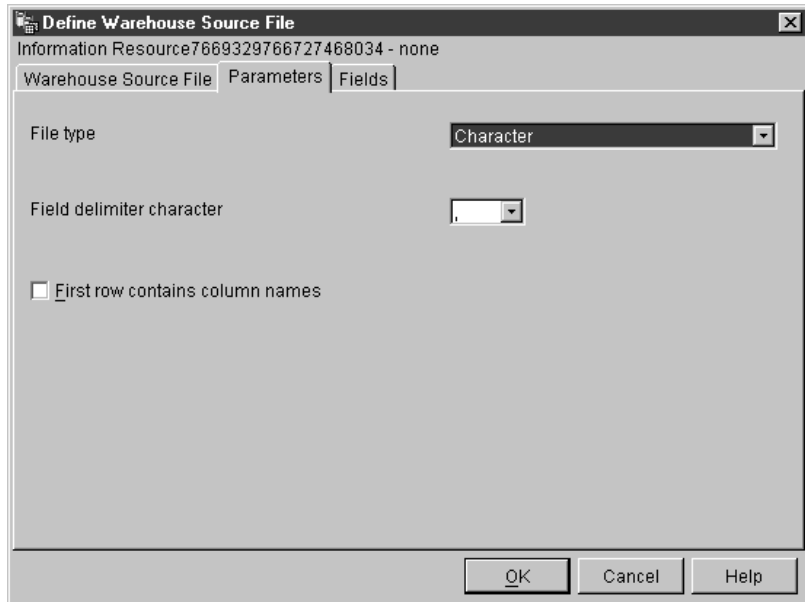 Define Warehouse Source File
Information Resource7669329766727468034 - none
Warehouse Source File Parameters Fields
File type Character
Field delimiter character ,
First row contains column names
OK Cancel Help